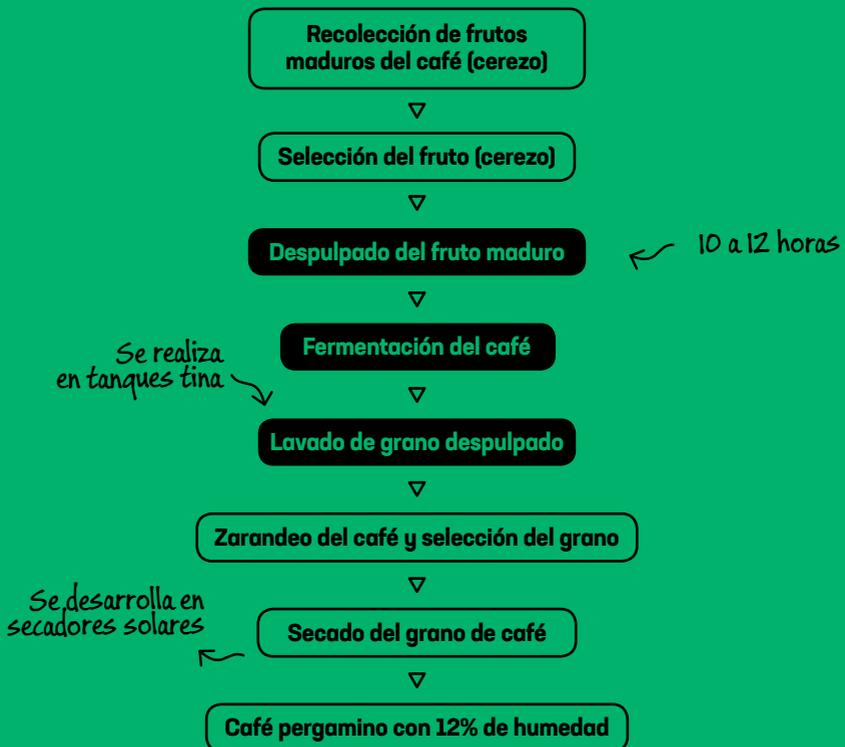 Recolección de frutos
maduros del café (cerezo)
Selección del fruto (cerezo)
Despulpado del fruto maduro
10 a 12 horas
Fermentación del café
Se realiza
en tanques tina
Lavado de grano despulpado
Zarandeo del café y selección del grano
Se desarrolla en
secadores solares
Secado del grano de café
Café pergamino con 12% de humedad